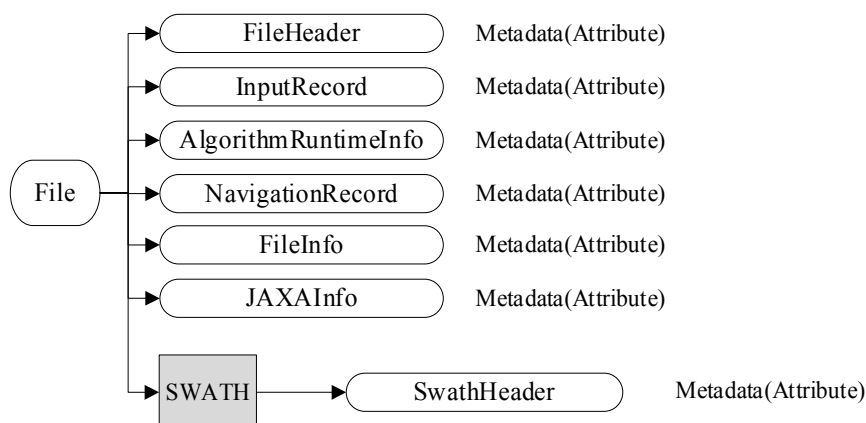 FileHeader Metadata(Attribute)
InputRecord Metadata(Attribute)
AlgorithmRuntimeInfo Metadata(Attribute)
File
NavigationRecord Metadata(Attribute)
FileInfo Metadata(Attribute)
JAXAInfo Metadata(Attribute)
SWATH SwathHeader Metadata(Attribute)